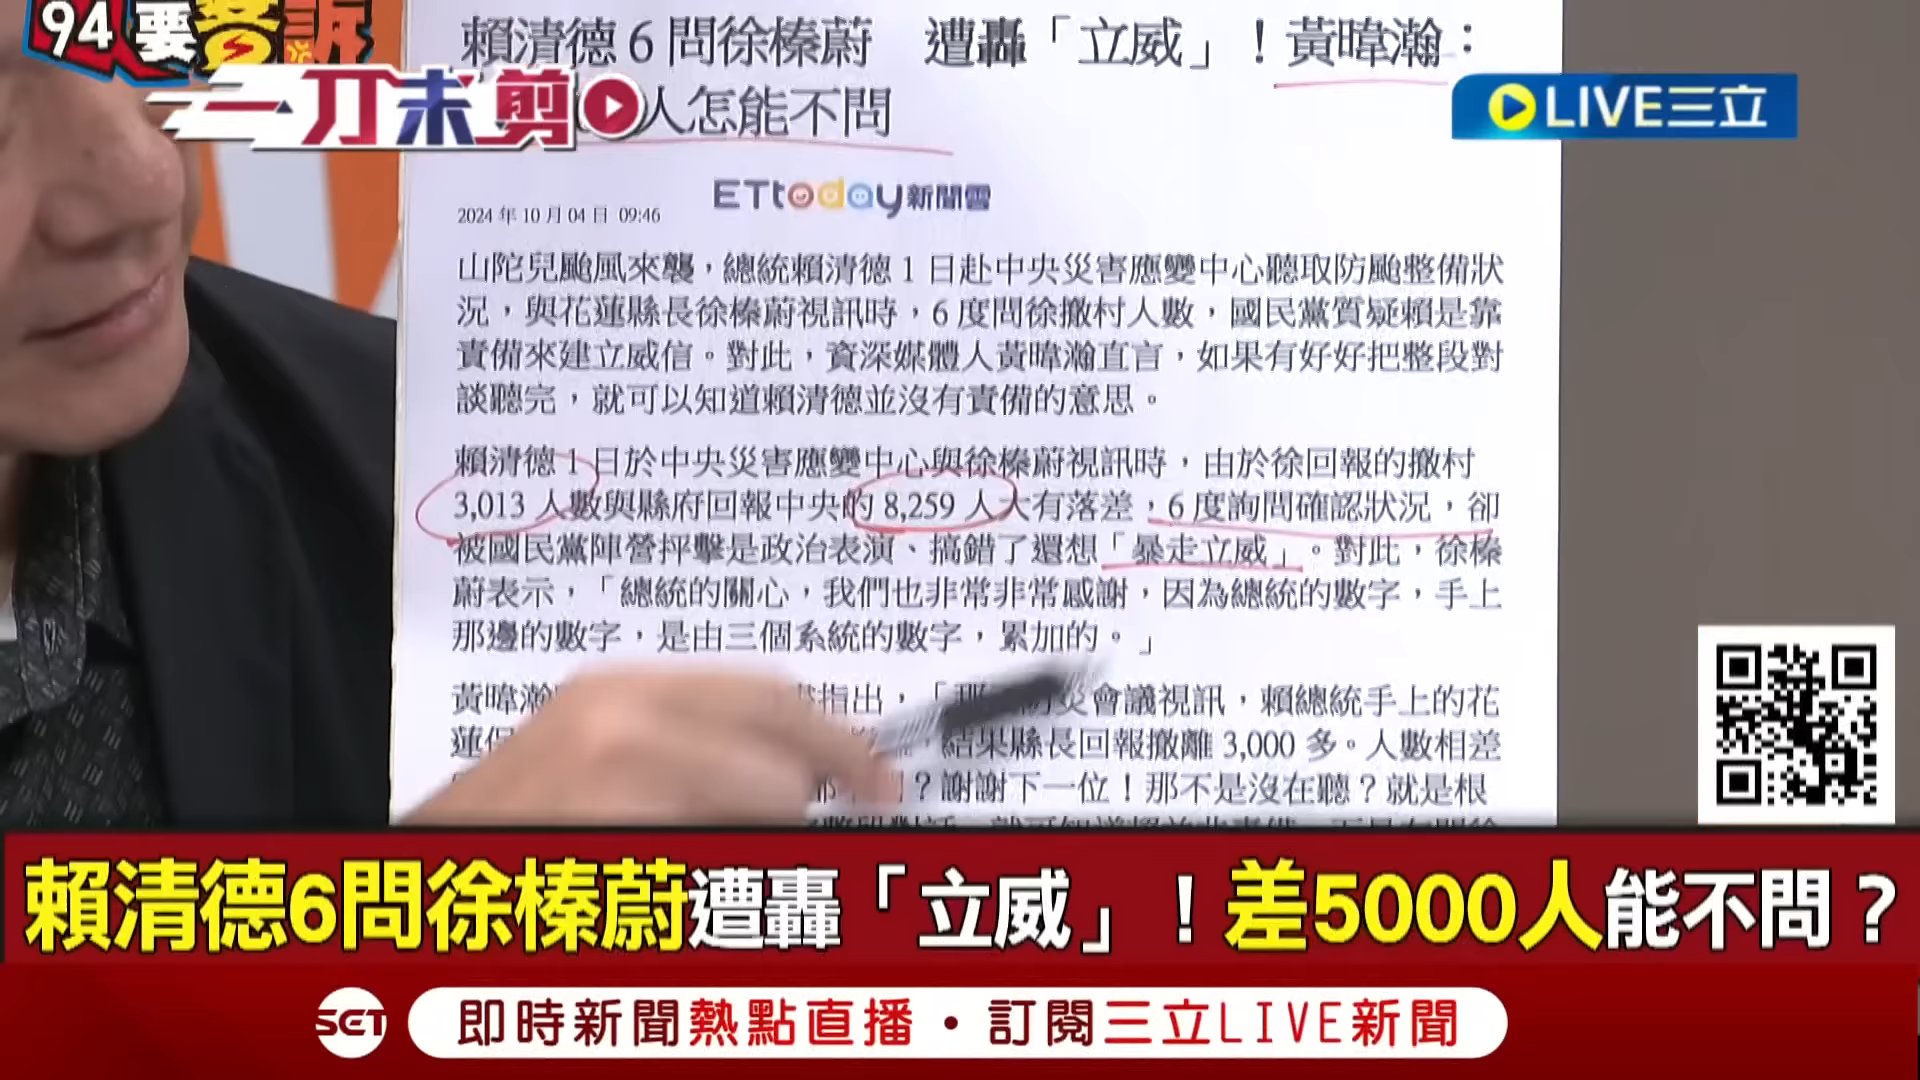 94要賀訴
一刀未剪
LIVE三立
賴清德6問徐榛蔚 遭轟「立威」!黃暐瀚:
人怎能不問
2024年10月04日 09:46
ETtoday新聞雲
山陀兒颱風來襲,總統賴清德1日赴中央災害應變中心聽取防颱整備狀
況,與花蓮縣長徐榛蔚視訊時,6度問徐撤村人數,國民黨質疑賴是靠
責備來建立威信。對此,資深媒體人黃暐瀚直言,如果有好好把整段對
談聽完,就可以知道賴清德並沒有責備的意思。
賴清德1日於中央災害應變中心與徐榛蔚視訊時,由於徐回報的撤村
3,013人數與縣府回報中央的8,259人大有落差,6度詢問確認狀況,卻
被國民黨陣營抨擊是政治表演、搞錯了還想「暴走立威」。對此,徐榛
蔚表示,「總統的關心,我們也非常非常感謝,因為總統的數字,手上
那邊的數字,是由三個系統的數字,累加的。」
黃暐瀚 指出,「那 防災會議視訊,賴總統手上的花
蓮 結果縣長回報撤離3,000多。人數相差
?謝謝下一位!那不是沒在聽?就是根
賴清德6問徐榛蔚遭轟「立威」!差5000人能不問?
SET 即時新聞熱點直播・訂閱三立LIVE新聞